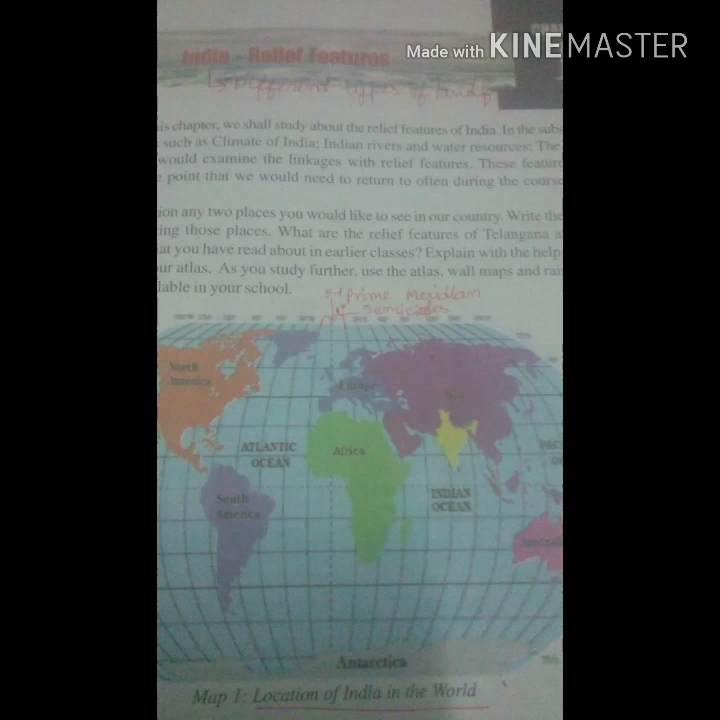 Made with KINEMASTER
India - Relief Features
Different types of
is chapter, we shall study about the relief features of India. In the subs
such as Climate of India; Indian rivers and water resources; The
would examine the linkages with relief features. These featur
point that we would need to return to often during the course
ion any two places you would like to see in our country. Write the
ing those places. What are the relief features of Telangana a
at you have read about in earlier classes? Explain with the help
ur atlas. As you study further, use the atlas, wall maps and rai
lable in your school.
prime meridian
semicircles
North
America
Europe
ATLANTIC
OCEAN
Africa
South
America
INDIAN
OCEAN
Australi
Antarctica
Map 1: Location of India in the World